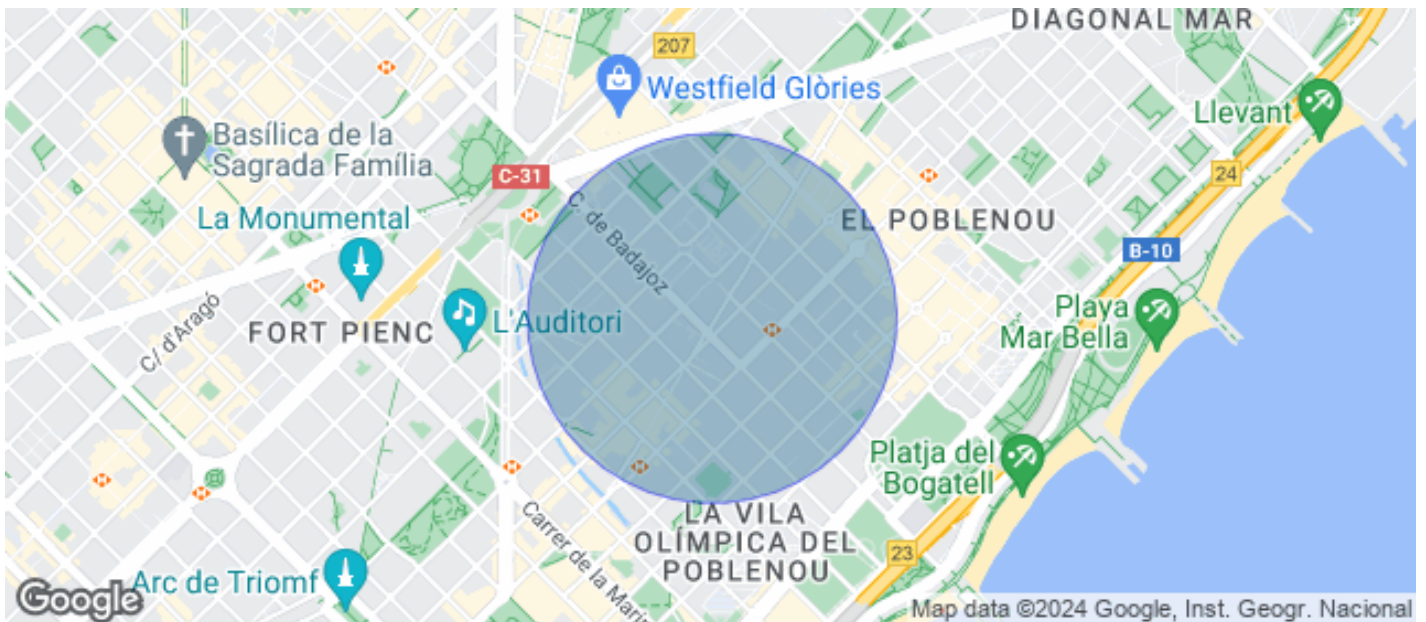 DIAGONAL MAR
207
Westfield Glòries
Llevant
Basílica de la
Sagrada Família
C-31
24
C. de Badajoz
La Monumental
EL POBLENOU
B-10
C/ d'Aragó
FORT PIENC
L'Auditori
Playa
Mar Bella
Platja del
Bogatell
LA VILA
OLÍMPICA DEL
POBLENOU
Carrer de la Marin
23
Arc de Triomf
Google
Map data ©2024 Google, Inst. Geogr. Nacional